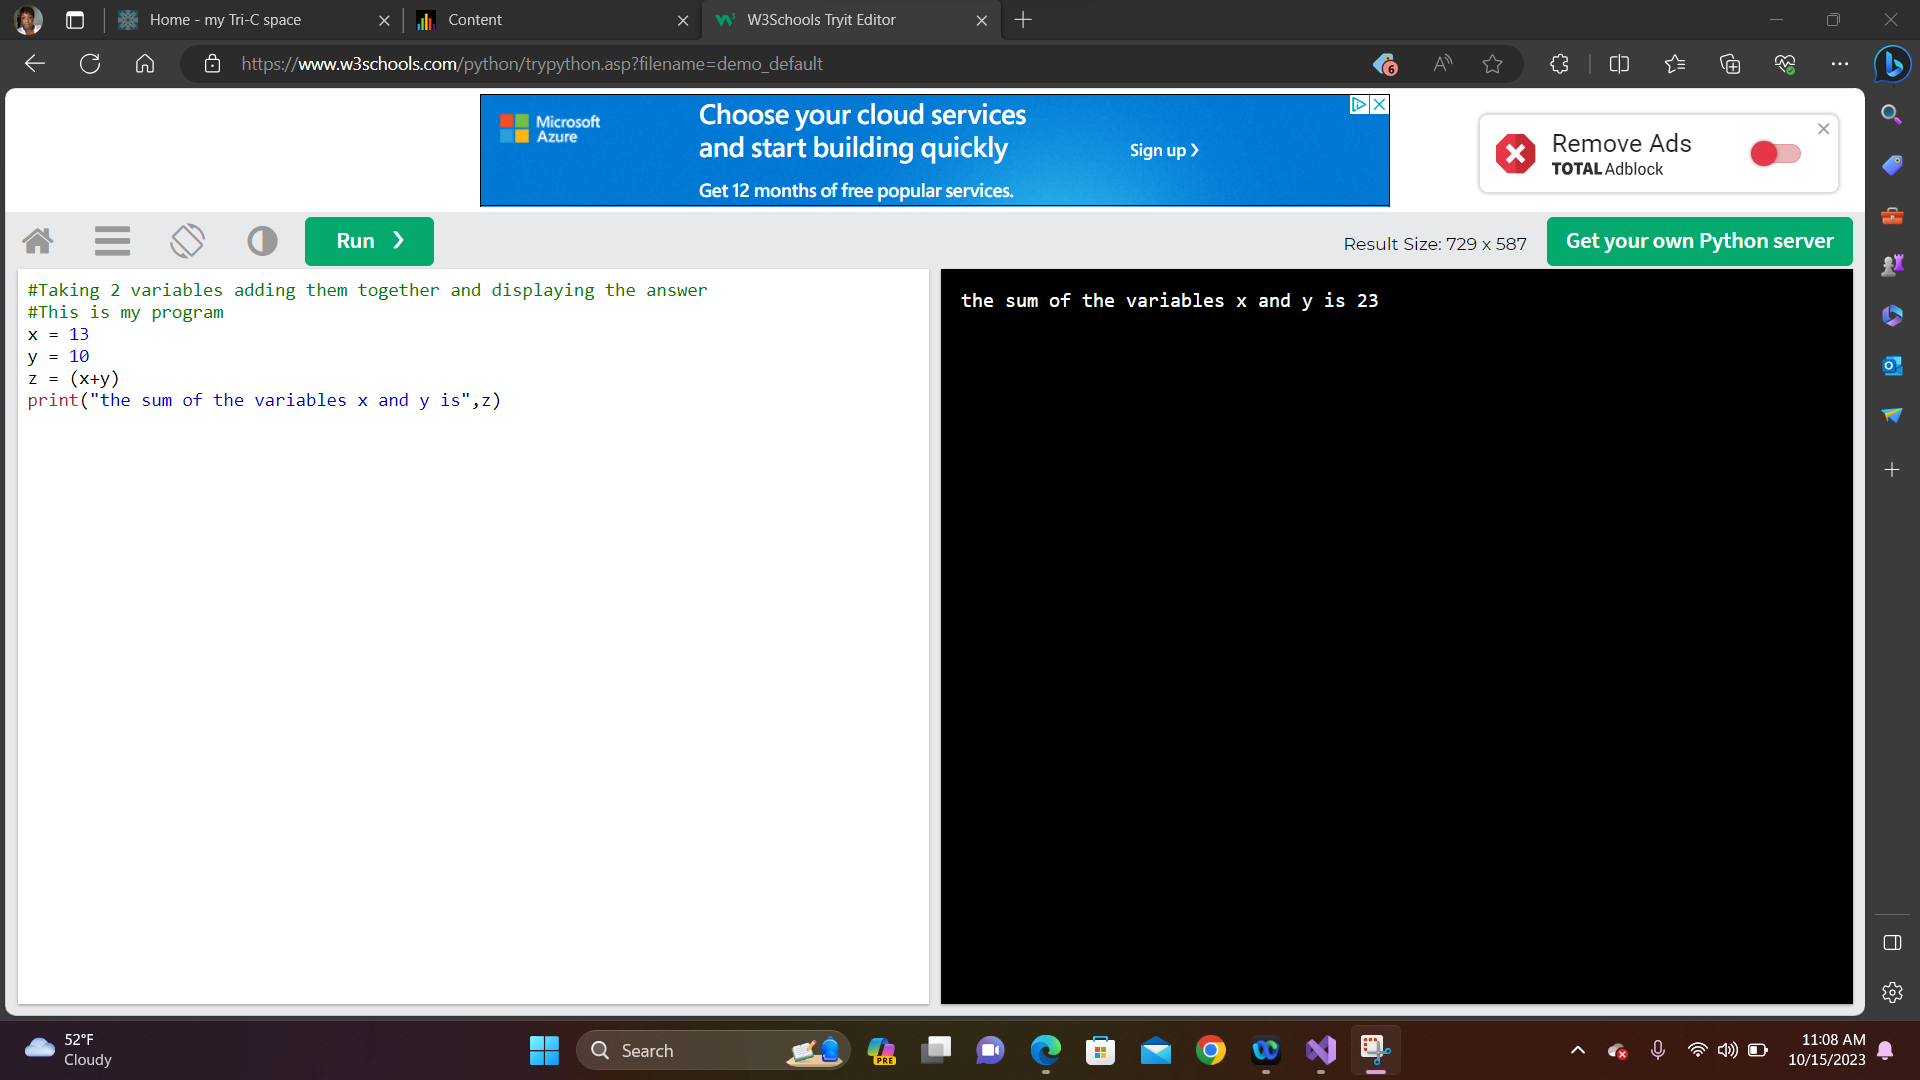 Home - my Tri-C space
Content
W3Schools Tryit Editor
https://www.w3schools.com/python/trypython.asp?filename=demo_default
6
Microsoft
Azure
Choose your cloud services
and start building quickly
Get 12 months of free popular services.
Sign up
Remove Ads
TOTAL Adblock
Run
Result Size: 729 x 587
Get your own Python server
#Taking 2 variables adding them together and displaying the answer
#This is my program
x = 13
y = 10
z = (x+y)
print("the sum of the variables x and y is",z)
the sum of the variables x and y is 23
52°F
Cloudy
Search
PRE
11:08 AM
10/15/2023